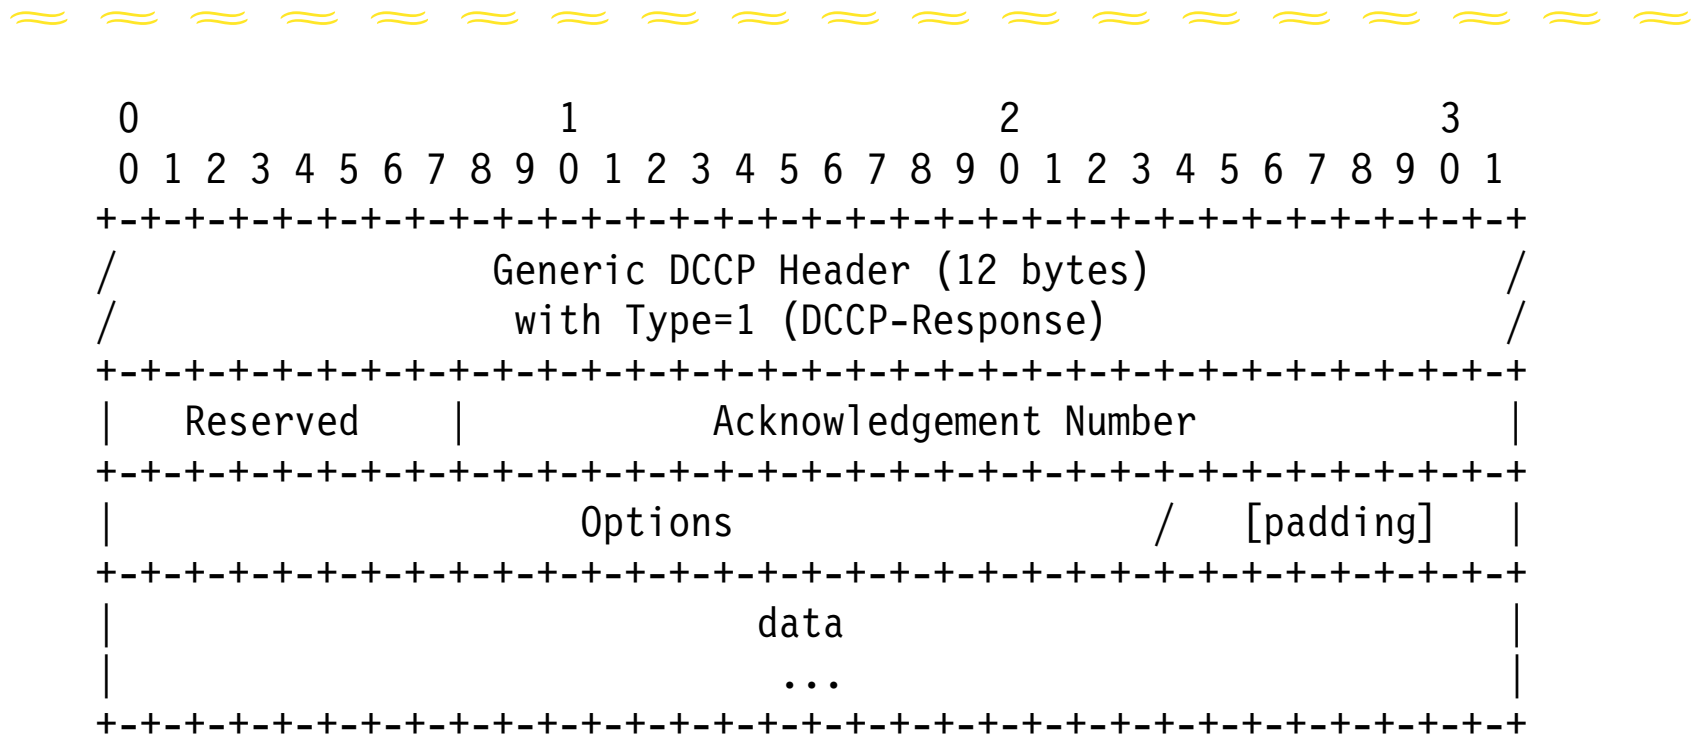 0                   1                   2                   3
0 1 2 3 4 5 6 7 8 9 0 1 2 3 4 5 6 7 8 9 0 1 2 3 4 5 6 7 8 9 0 1
+-+-+-+-+-+-+-+-+-+-+-+-+-+-+-+-+-+-+-+-+-+-+-+-+-+-+-+-+-+-+-+-+
/                 Generic DCCP Header (12 bytes)                /
/                  with Type=1 (DCCP-Response)                  /
+-+-+-+-+-+-+-+-+-+-+-+-+-+-+-+-+-+-+-+-+-+-+-+-+-+-+-+-+-+-+-+-+
|   Reserved    |           Acknowledgement Number              |
+-+-+-+-+-+-+-+-+-+-+-+-+-+-+-+-+-+-+-+-+-+-+-+-+-+-+-+-+-+-+-+-+
|                     Options                   /   [padding]   |
+-+-+-+-+-+-+-+-+-+-+-+-+-+-+-+-+-+-+-+-+-+-+-+-+-+-+-+-+-+-+-+-+
|                             data                              |
|                              ...                              |
+-+-+-+-+-+-+-+-+-+-+-+-+-+-+-+-+-+-+-+-+-+-+-+-+-+-+-+-+-+-+-+-+